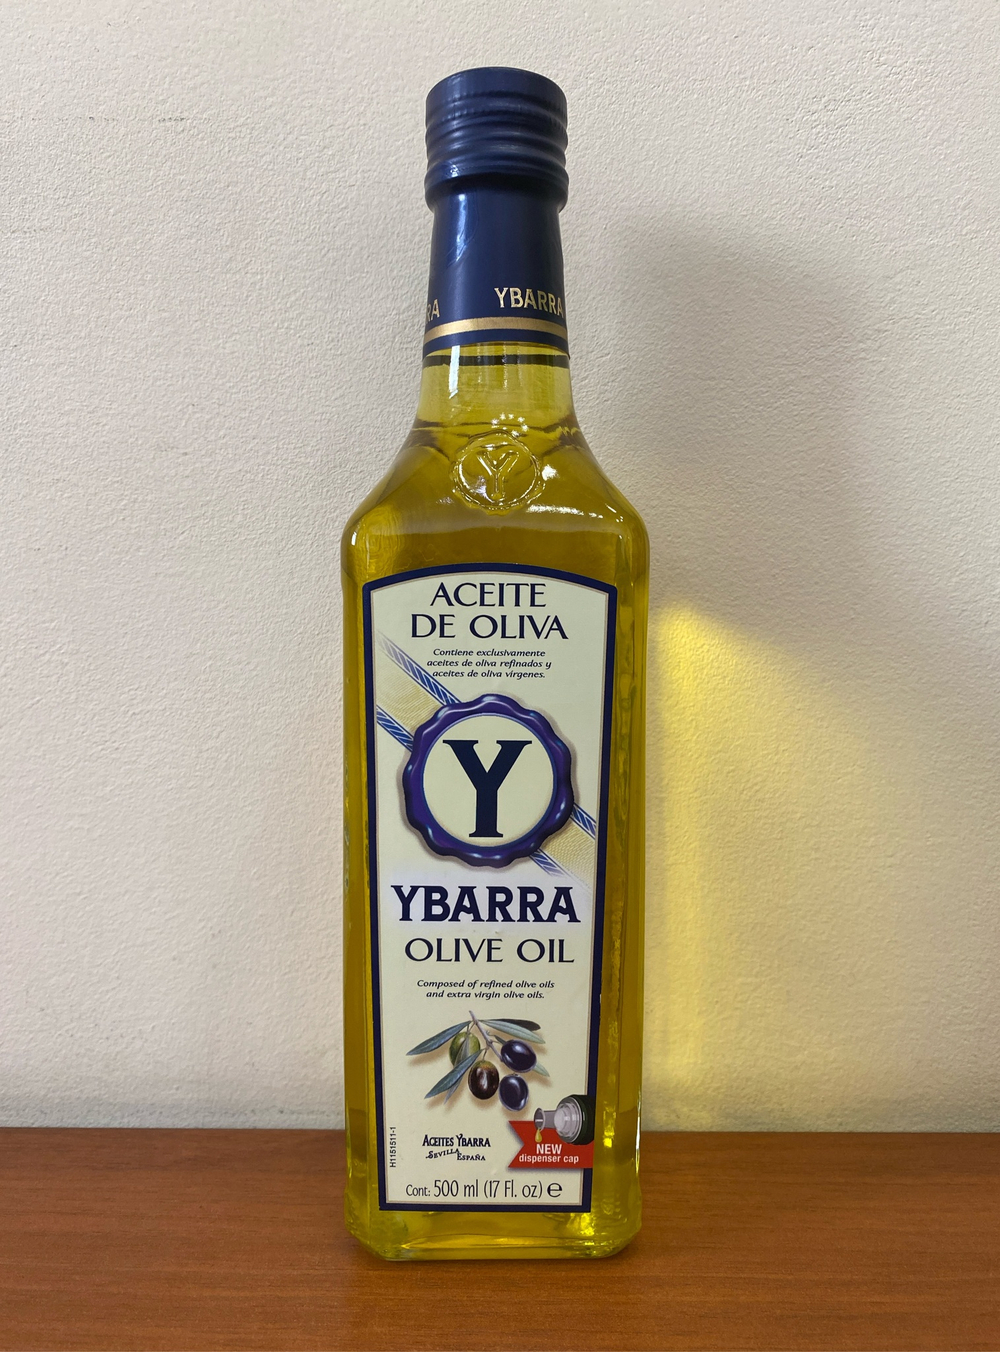 RA YBARRA
Y
ACEITE
DE OLIVA
Contiene exclusivamente
aceites de oliva refinados y
aceites de oliva vírgenes.
Y
YBARRA
OLIVE OIL
Composed of refined olive oils
and extra virgin olive oils.
ACEITES YBARRA
SEVILLA
ESPAÑA
NEW
dispenser cap
H1151511-1
Cont: 500 ml (17 Fl. oz) e